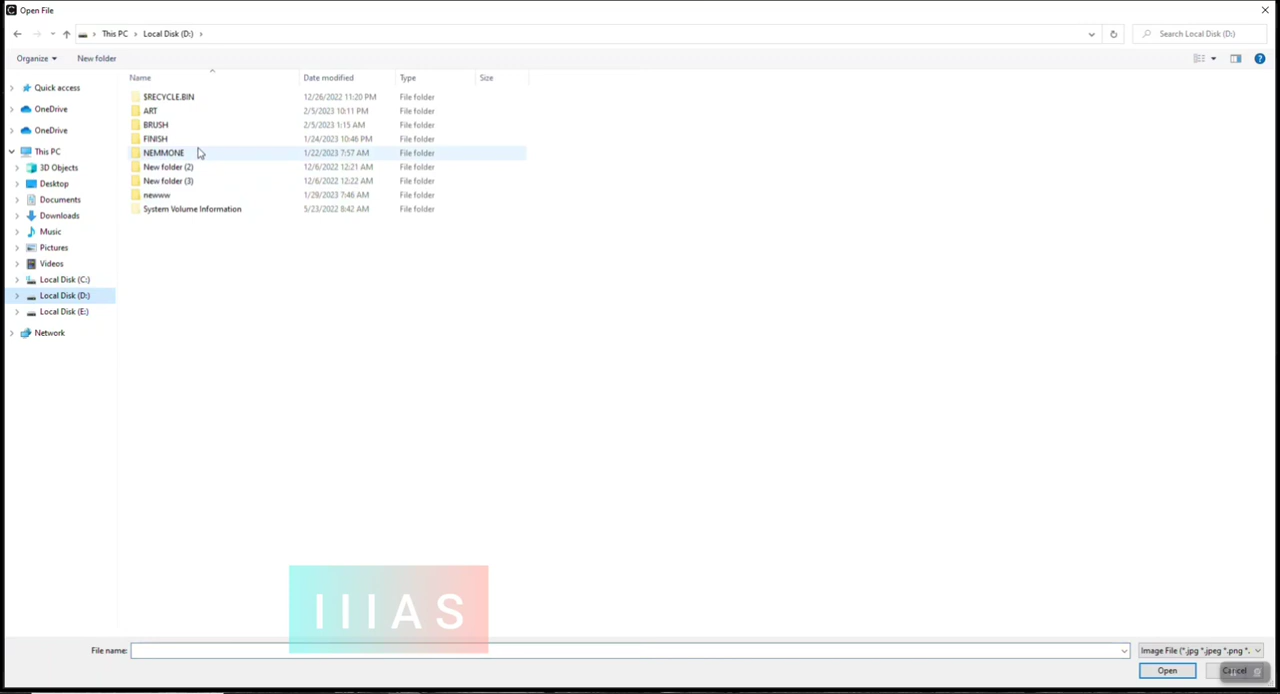 Open File
This PC › Local Disk (D:) ›
Search Local Disk (D:)
Organize
New folder
Name
Date modified
Type
Size
Quick access
OneDrive
OneDrive
This PC
3D Objects
Desktop
Documents
Downloads
Music
Pictures
Videos
Local Disk (C:)
Local Disk (D:)
Local Disk (E:)
Network
$RECYCLE.BIN 12/26/2022 11:20 PM File folder
ART 2/5/2023 10:11 PM File folder
BRUSH 2/5/2023 1:15 AM File folder
FINISH 1/24/2023 10:46 PM File folder
NEMMONE 1/22/2023 7:57 AM File folder
New folder (2) 12/6/2022 12:21 AM File folder
New folder (3) 12/6/2022 12:22 AM File folder
newww 1/29/2023 7:46 AM File folder
System Volume Information 5/23/2022 8:42 AM File folder
IIIAS
File name:
Image File (*.jpg *.jpeg *.png *.
Open
Cancel